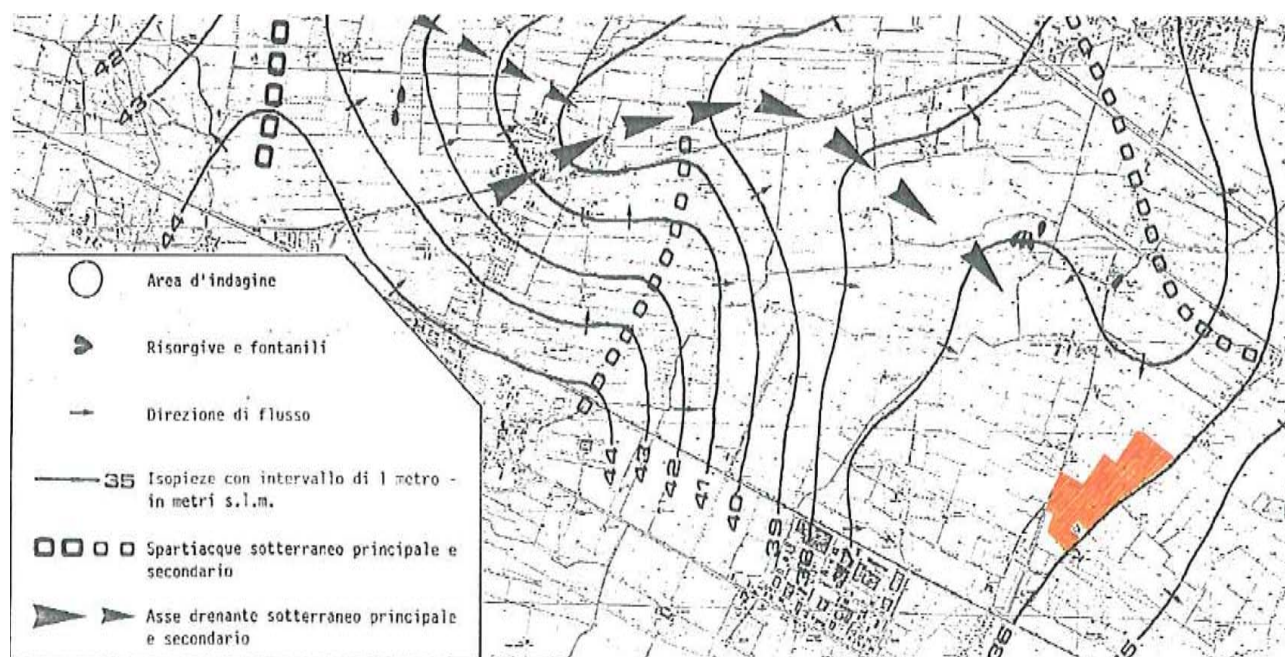 42
43
44
Area d'indagine
Risorgive e fontanili
Direzione di flusso
35 Isopieze con intervallo di 1 metro -
in metri s.l.m.
Spartiacque sotterraneo principale e
secondario
Asse drenante sotterraneo principale
e secondario
44
43
42
41
40
39
38
37
36